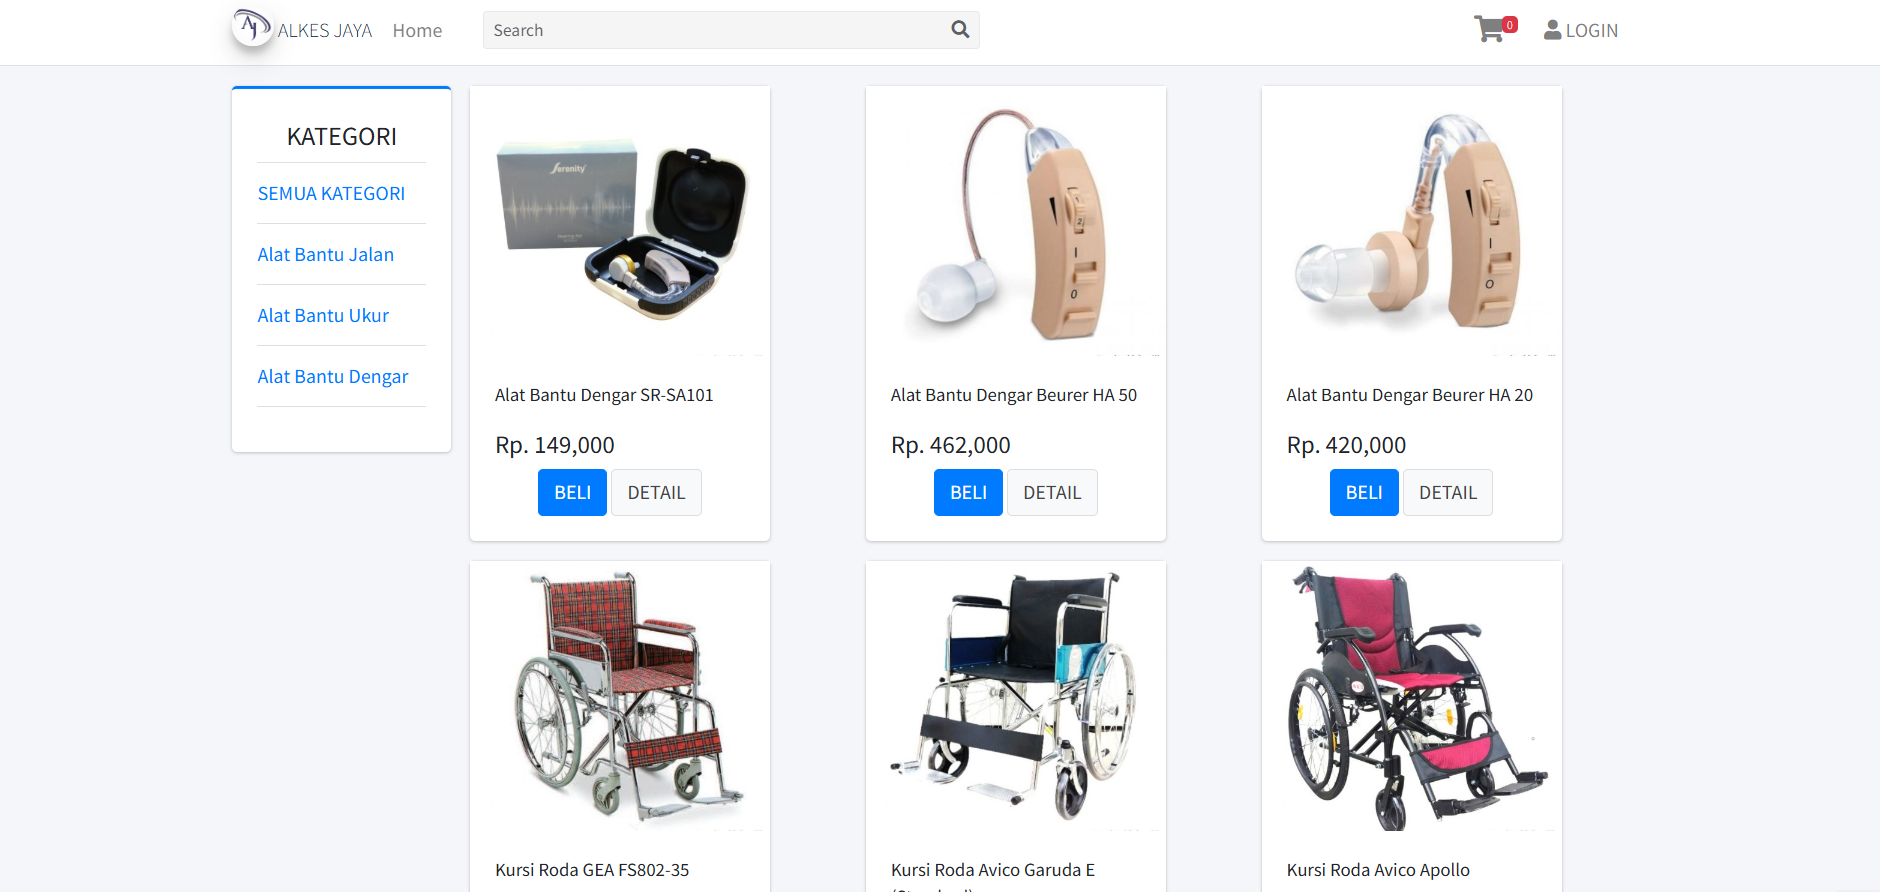 AJ
ALKES JAYA
Home
Search
0
LOGIN
KATEGORI
SEMUA KATEGORI
Alat Bantu Jalan
Alat Bantu Ukur
Alat Bantu Dengar
Serenity
Alat Bantu Dengar SR-SA101
Rp. 149,000
BELI
DETAIL
2
I
0
Alat Bantu Dengar Beurer HA 50
Rp. 462,000
BELI
DETAIL
I
O
Alat Bantu Dengar Beurer HA 20
Rp. 420,000
BELI
DETAIL
Kursi Roda GEA FS802-35
Kursi Roda Avico Garuda E
Kursi Roda Avico Apollo